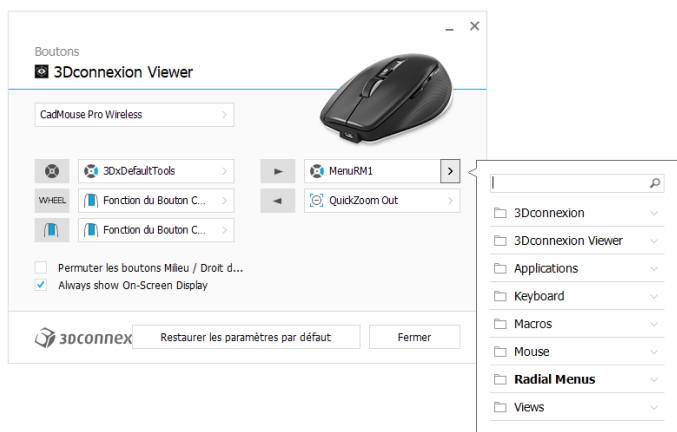 Boutons
3Dconnexion Viewer
CadMouse Pro Wireless
3DxDefaultTools
MenuRM1
WHEEL
Fonction du Bouton C...
QuickZoom Out
Fonction du Bouton C...
Permuter les boutons Milieu / Droit d...
Always show On-Screen Display
3Dconnex
Restaurer les paramètres par défaut
Fermer
3Dconnexion
3Dconnexion Viewer
Applications
Keyboard
Macros
Mouse
Radial Menus
Views